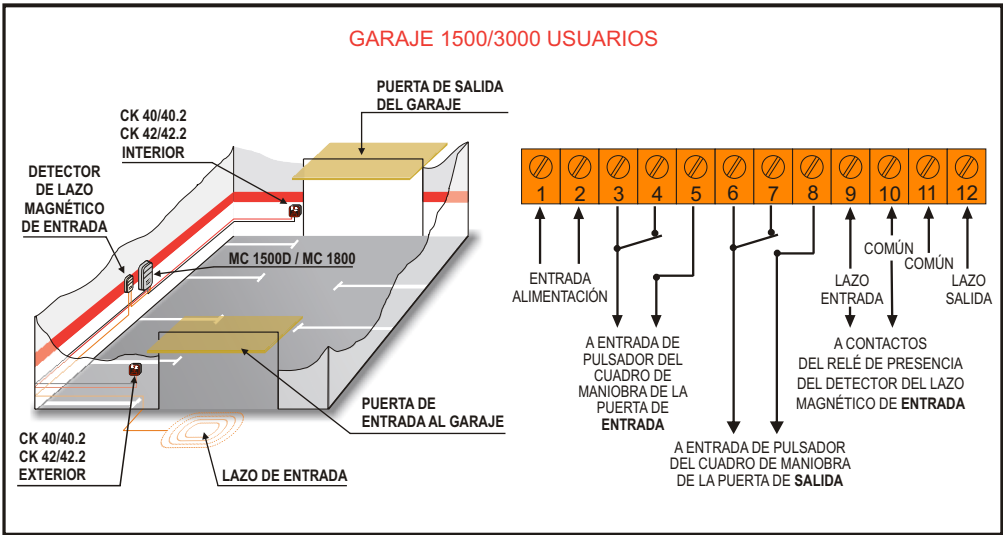 GARAJE 1500/3000 USUARIOS
PUERTA DE SALIDA
DEL GARAJE
CK 40/40.2
CK 42/42.2
INTERIOR
DETECTOR
DE LAZO
MAGNÉTICO
DE ENTRADA
MC 1500D / MC 1800
PUERTA DE
ENTRADA AL GARAJE
CK 40/40.2
CK 42/42.2
EXTERIOR
LAZO DE ENTRADA
1 2 3 4 5 6 7 8 9 10 11 12
ENTRADA
ALIMENTACIÓN
A ENTRADA DE
PULSADOR DEL
CUADRO DE
MANIOBRA DE LA
PUERTA DE
ENTRADA
A ENTRADA DE PULSADOR
DEL CUADRO DE MANIOBRA
DE LA PUERTA DE SALIDA
LAZO
ENTRADA
COMÚN
COMÚN
LAZO
SALIDA
A CONTACTOS
DEL RELÉ DE PRESENCIA
DEL DETECTOR DEL LAZO
MAGNÉTICO DE ENTRADA